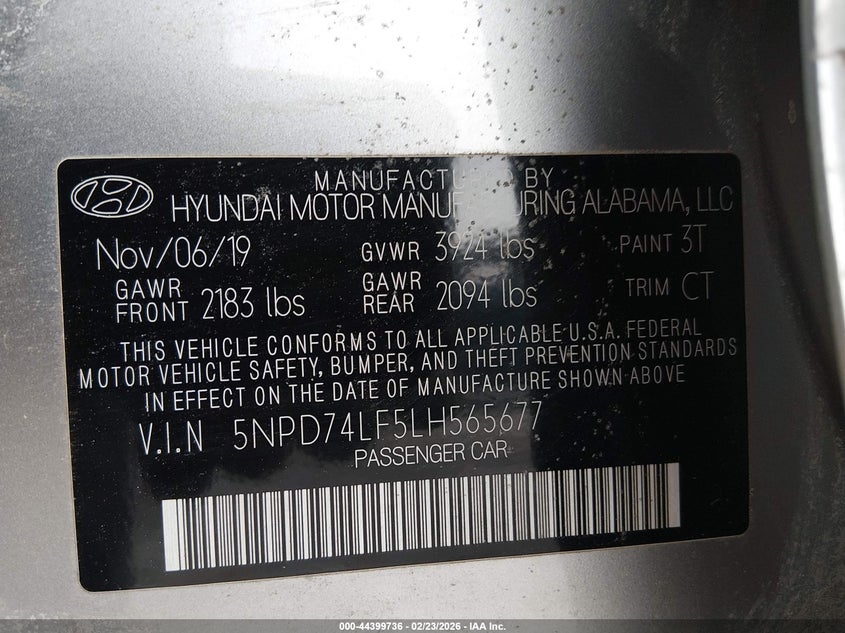 MANUFACTURED BY
HYUNDAI MOTOR MANUFACTURING ALABAMA, LLC
Nov/06/19 GVWR 3924 lbs PAINT 3T
GAWR FRONT 2183 lbs GAWR REAR 2094 lbs TRIM CT
THIS VEHICLE CONFORMS TO ALL APPLICABLE U.S.A. FEDERAL
MOTOR VEHICLE SAFETY, BUMPER, AND THEFT PREVENTION STANDARDS
IN EFFECT ON THE DATE OF MANUFACTURE SHOWN ABOVE
V.I.N 5NPD74LF5LH565677
PASSENGER CAR
000-44399736 - 02/23/2026 - IAA Inc.